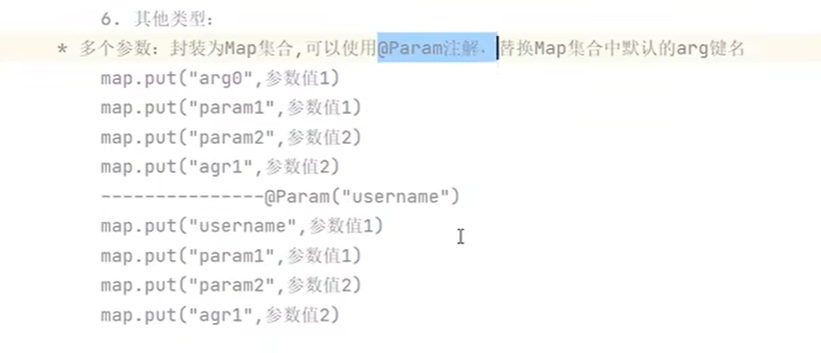 6. 其他类型：
* 多个参数：封装为Map集合,可以使用@Param注解，替换Map集合中默认的arg键名
map.put("arg0",参数值1)
map.put("param1",参数值1)
map.put("param2",参数值2)
map.put("agr1",参数值2)
---------------@Param("username")
map.put("username",参数值1)
map.put("param1",参数值1)
map.put("param2",参数值2)
map.put("agr1",参数值2)